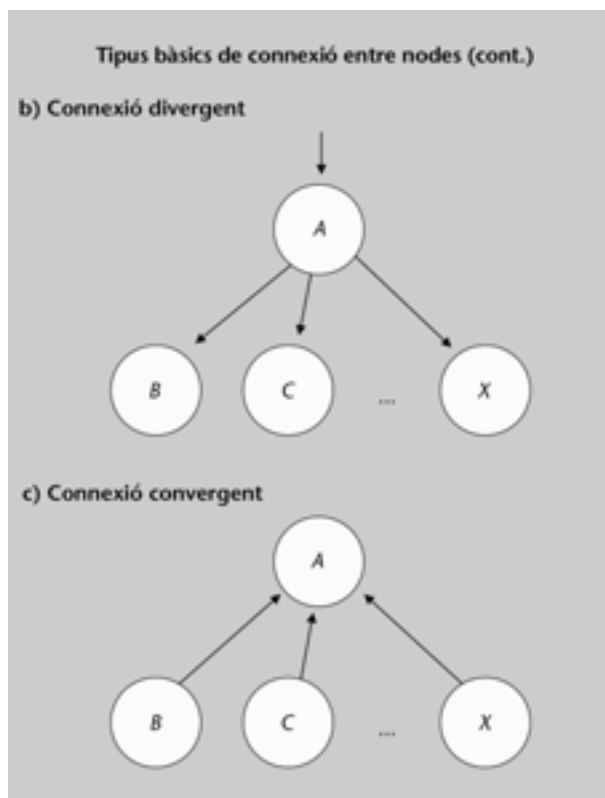 Tipus bàsics de connexió entre nodes (cont.)
b) Connexió divergent
A
B C ... X
c) Connexió convergent
A
B C ... X